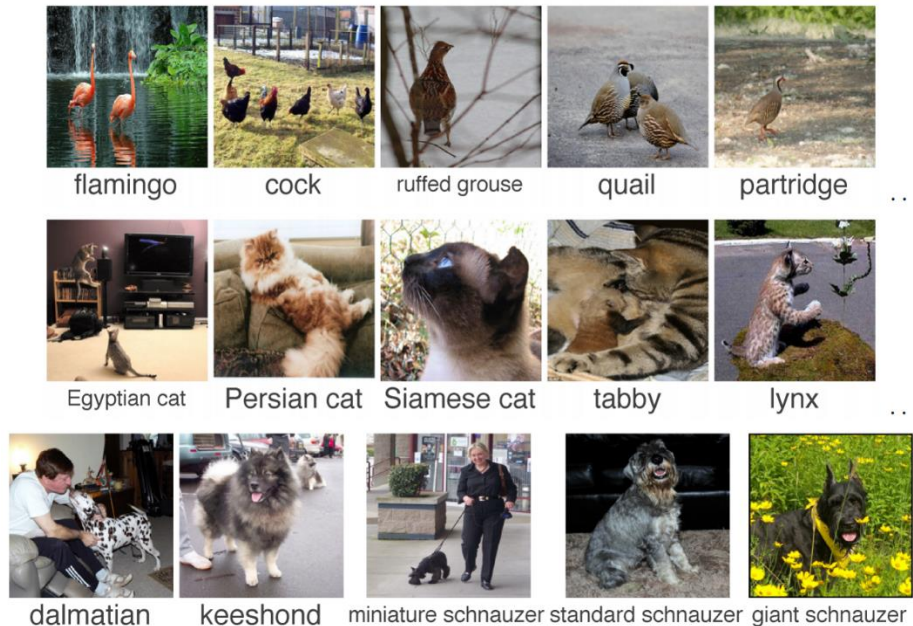 flamingo
cock
ruffed grouse
quail
partridge
..
Egyptian cat
Persian cat
Siamese cat
tabby
lynx
..
dalmatian
keeshond
miniature schnauzer
standard schnauzer
giant schnauzer